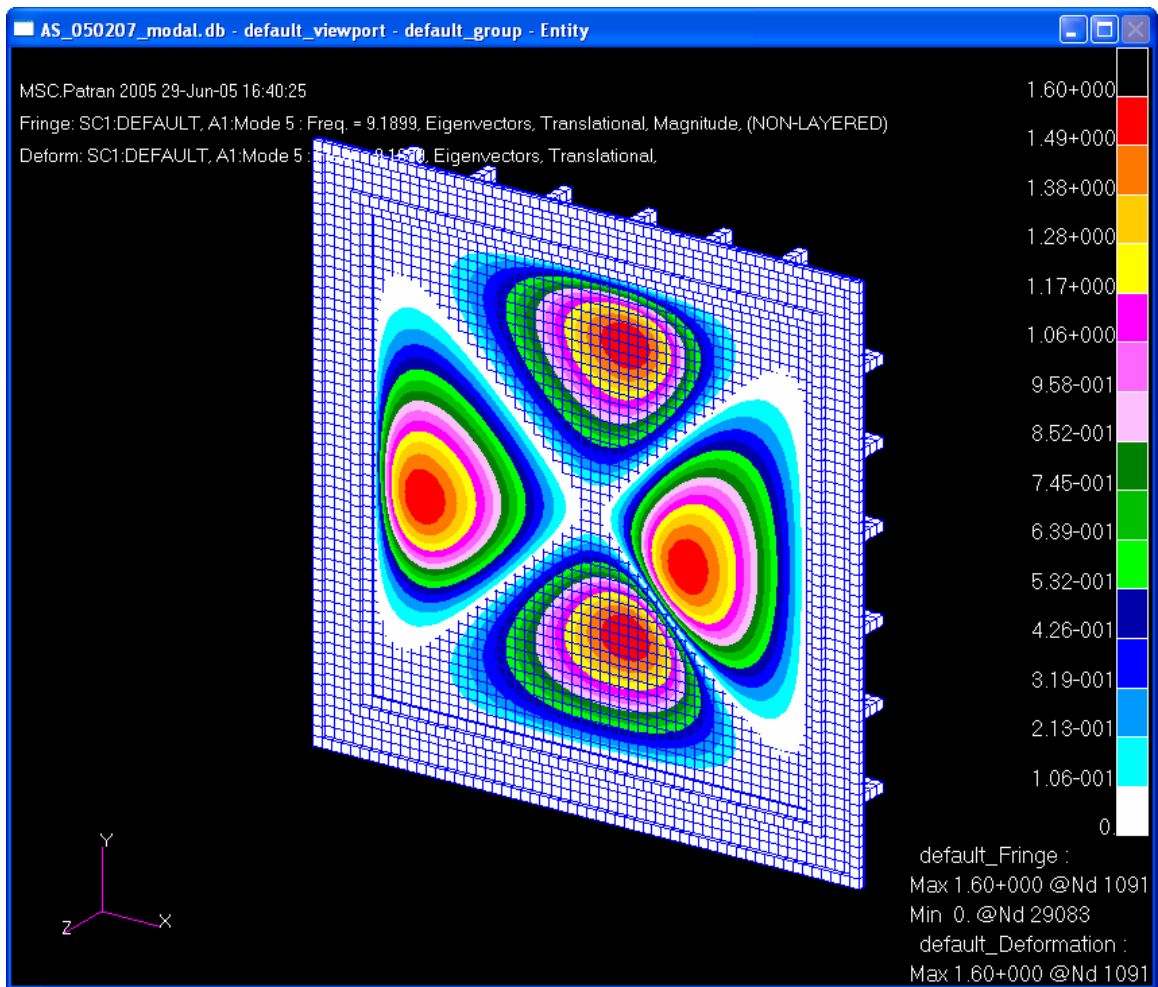 AS_050207_modal.db - default_viewport - default_group - Entity
MSC.Patran 2005 29-Jun-05 16:40:25
Fringe: SC1:DEFAULT, A1:Mode 5 : Freq. = 9.1899, Eigenvectors, Translational, Magnitude, (NON-LAYERED)
Deform: SC1:DEFAULT, A1:Mode 5 : Eigenvectors, Translational,
1.60+000
1.49+000
1.38+000
1.28+000
1.17+000
1.06+000
9.58-001
8.52-001
7.45-001
6.39-001
5.32-001
4.26-001
3.19-001
2.13-001
1.06-001
0.
default_Fringe :
Max 1.60+000 @Nd 1091
Min 0. @Nd 29083
default_Deformation :
Max 1.60+000 @Nd 1091
Y
Z
X